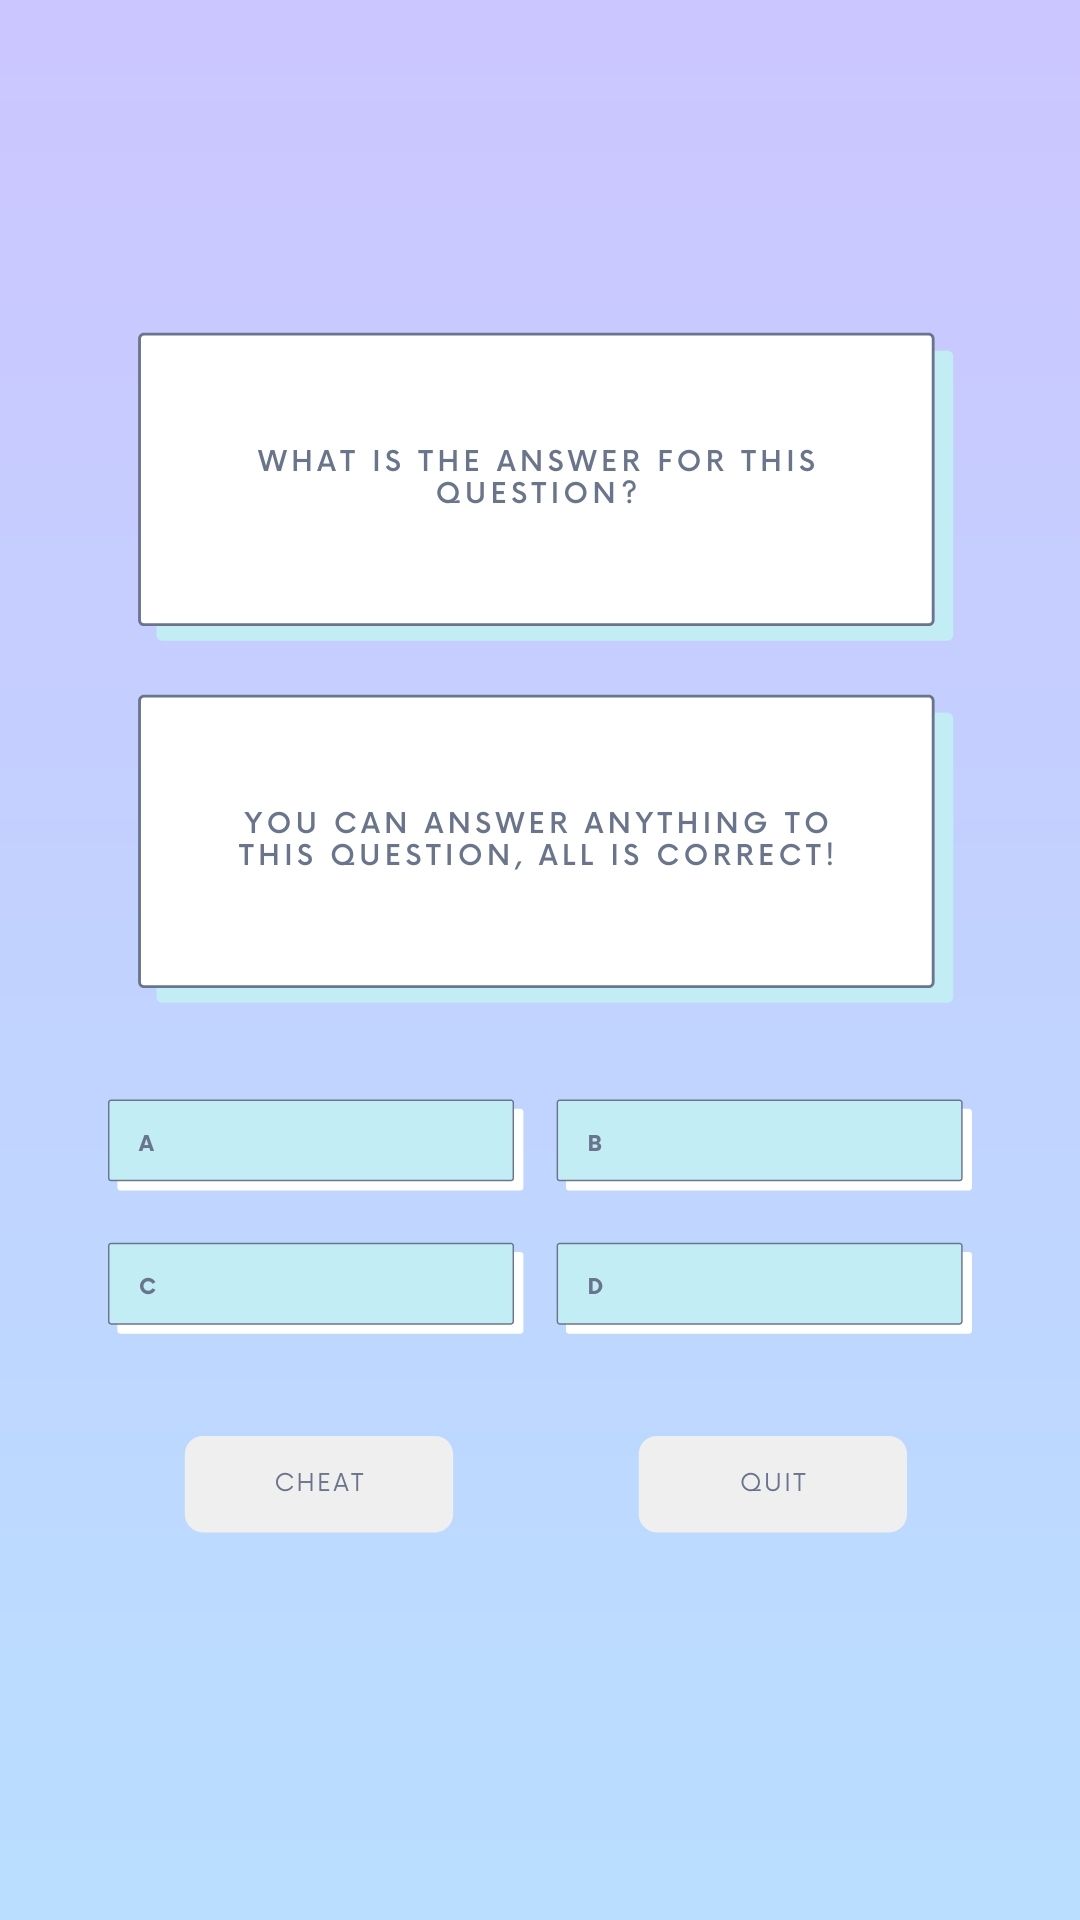 WHAT IS THE ANSWER FOR THIS
QUESTION?
YOU CAN ANSWER ANYTHING TO
THIS QUESTION, ALL IS CORRECT!
A
B
C
D
CHEAT
QUIT